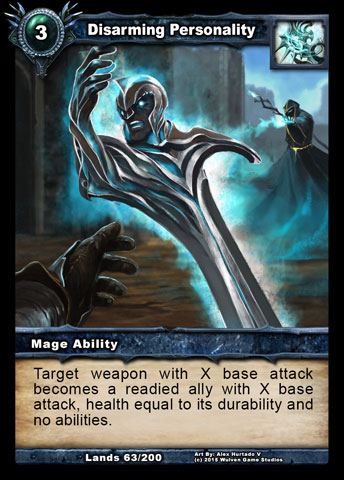 3
Disarming Personality
Mage Ability
Target weapon with X base attack
becomes a readied ally with X base
attack, health equal to its durability and
no abilities.
Lands 63/200
Art By: Alex Hurtado V
(c) 2015 Wulven Game Studios